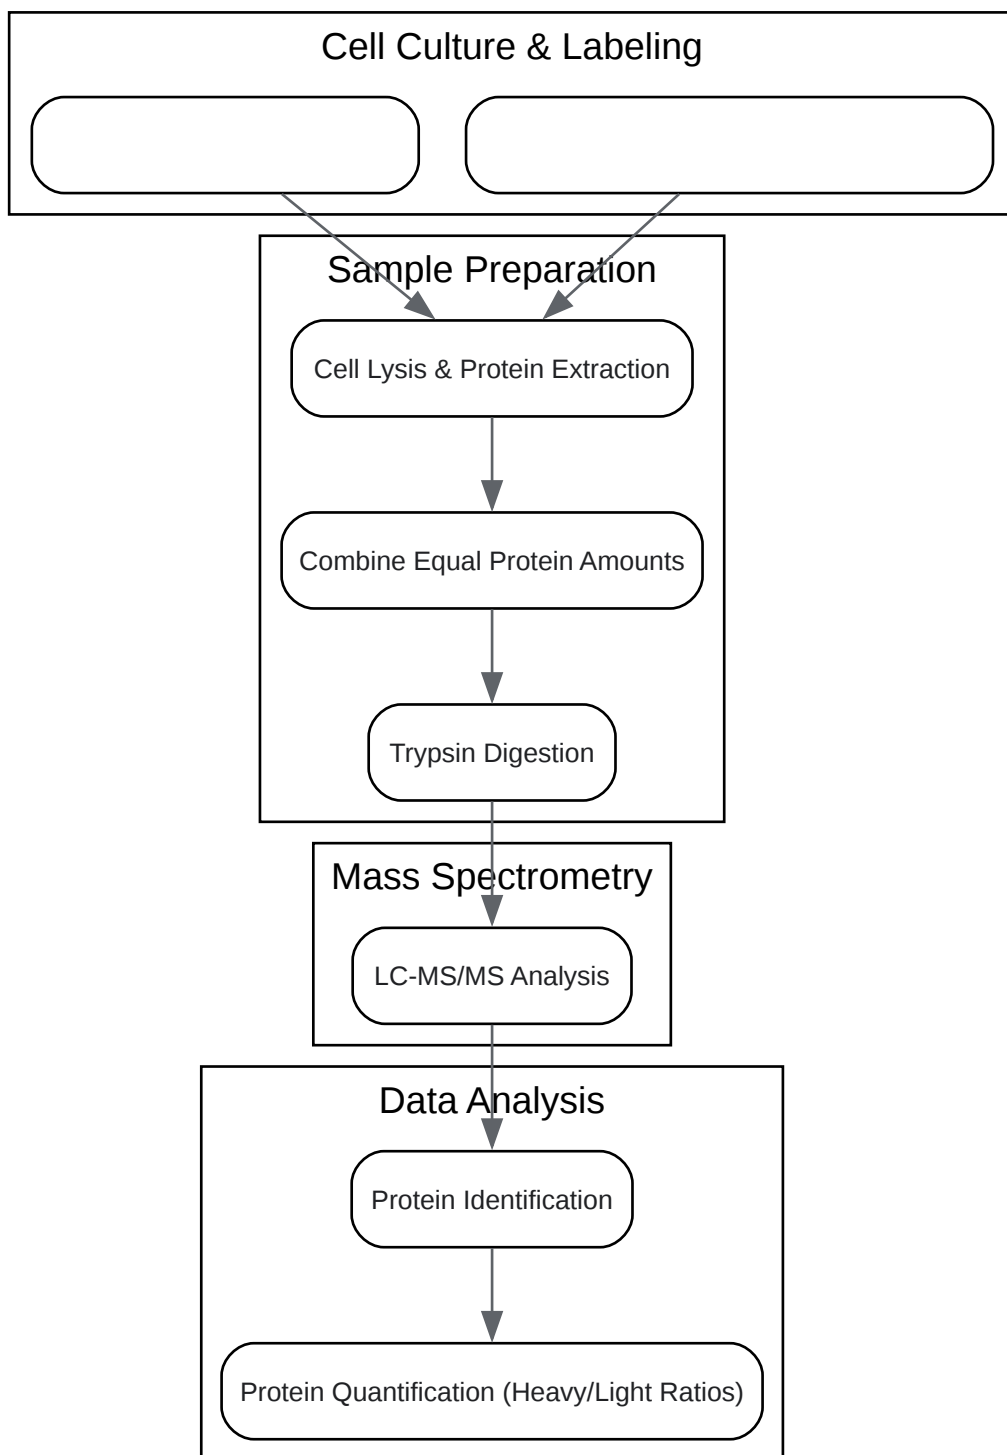 Cell Culture & Labeling
Sample Preparation
Cell Lysis & Protein Extraction
Combine Equal Protein Amounts
Trypsin Digestion
Mass Spectrometry
LC-MS/MS Analysis
Data Analysis
Protein Identification
Protein Quantification (Heavy/Light Ratios)